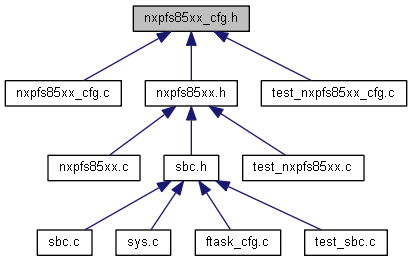 nxpfs85xx_cfg.h
nxpfs85xx_cfg.c
nxpfs85xx.h
test_nxpfs85xx_cfg.c
nxpfs85xx.c
sbc.h
test_nxpfs85xx.c
sbc.c
sys.c
ftask_cfg.c
test_sbc.c